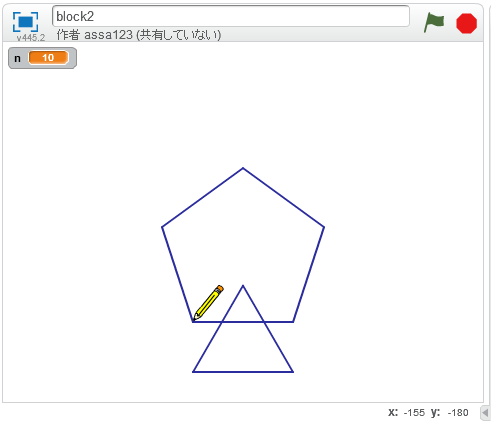 block2
作者 assa123 (共有していない)
v445.2
n 10
x: -155 y: -180